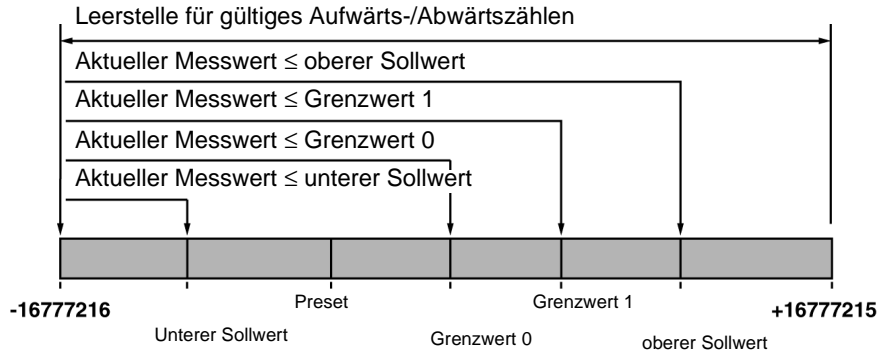 Leerstelle für gültiges Aufwärts-/Abwärtszählen
Aktueller Messwert ≤ oberer Sollwert
Aktueller Messwert ≤ Grenzwert 1
Aktueller Messwert ≤ Grenzwert 0
Aktueller Messwert ≤ unterer Sollwert
-16777216
Preset
Grenzwert 1
+16777215
Unterer Sollwert
Grenzwert 0
oberer Sollwert